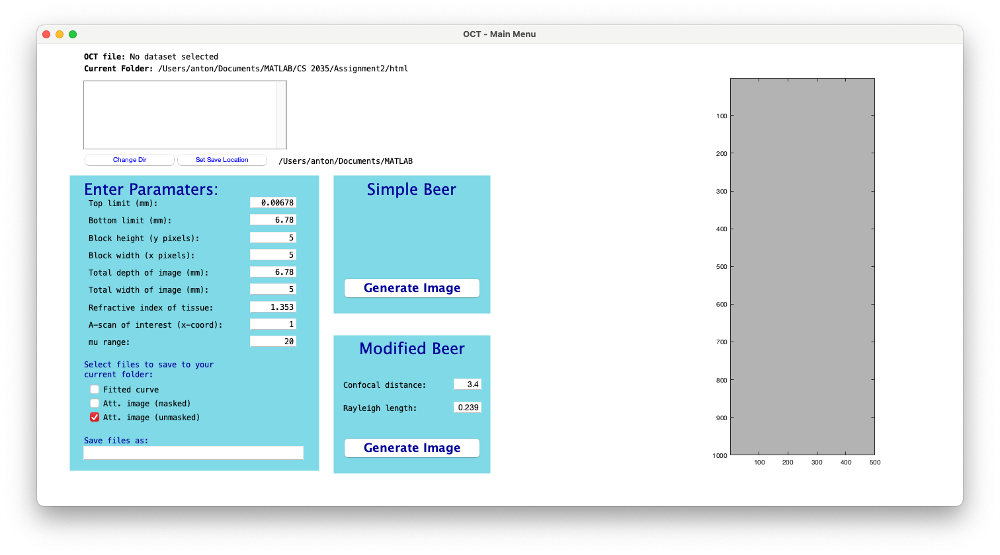 OCT - Main Menu
OCT file: No dataset selected
Current Folder: /Users/anton/Documents/MATLAB/CS 2035/Assignment2/html
Change Dir
Set Save Location
/Users/anton/Documents/MATLAB
Enter Paramaters:
Top limit (mm): 0.00678
Bottom limit (mm): 6.78
Block height (y pixels): 5
Block width (x pixels): 5
Total depth of image (mm): 6.78
Total width of image (mm): 5
Refractive index of tissue: 1.353
A-scan of interest (x-coord): 1
mu range: 20
Select files to save to your
current folder:
Fitted curve
Att. image (masked)
Att. image (unmasked)
Save files as:
Simple Beer
Generate Image
Modified Beer
Confocal distance: 3.4
Rayleigh length: 0.239
Generate Image
100
200
300
400
500
600
700
800
900
1000
100 200 300 400 500